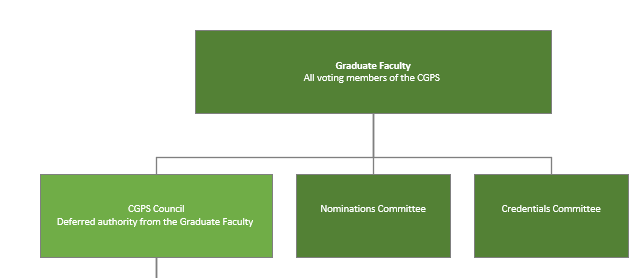 Graduate Faculty
All voting members of the CGPS
CGPS Council
Deferred authority from the Graduate Faculty
Nominations Committee
Credentials Committee